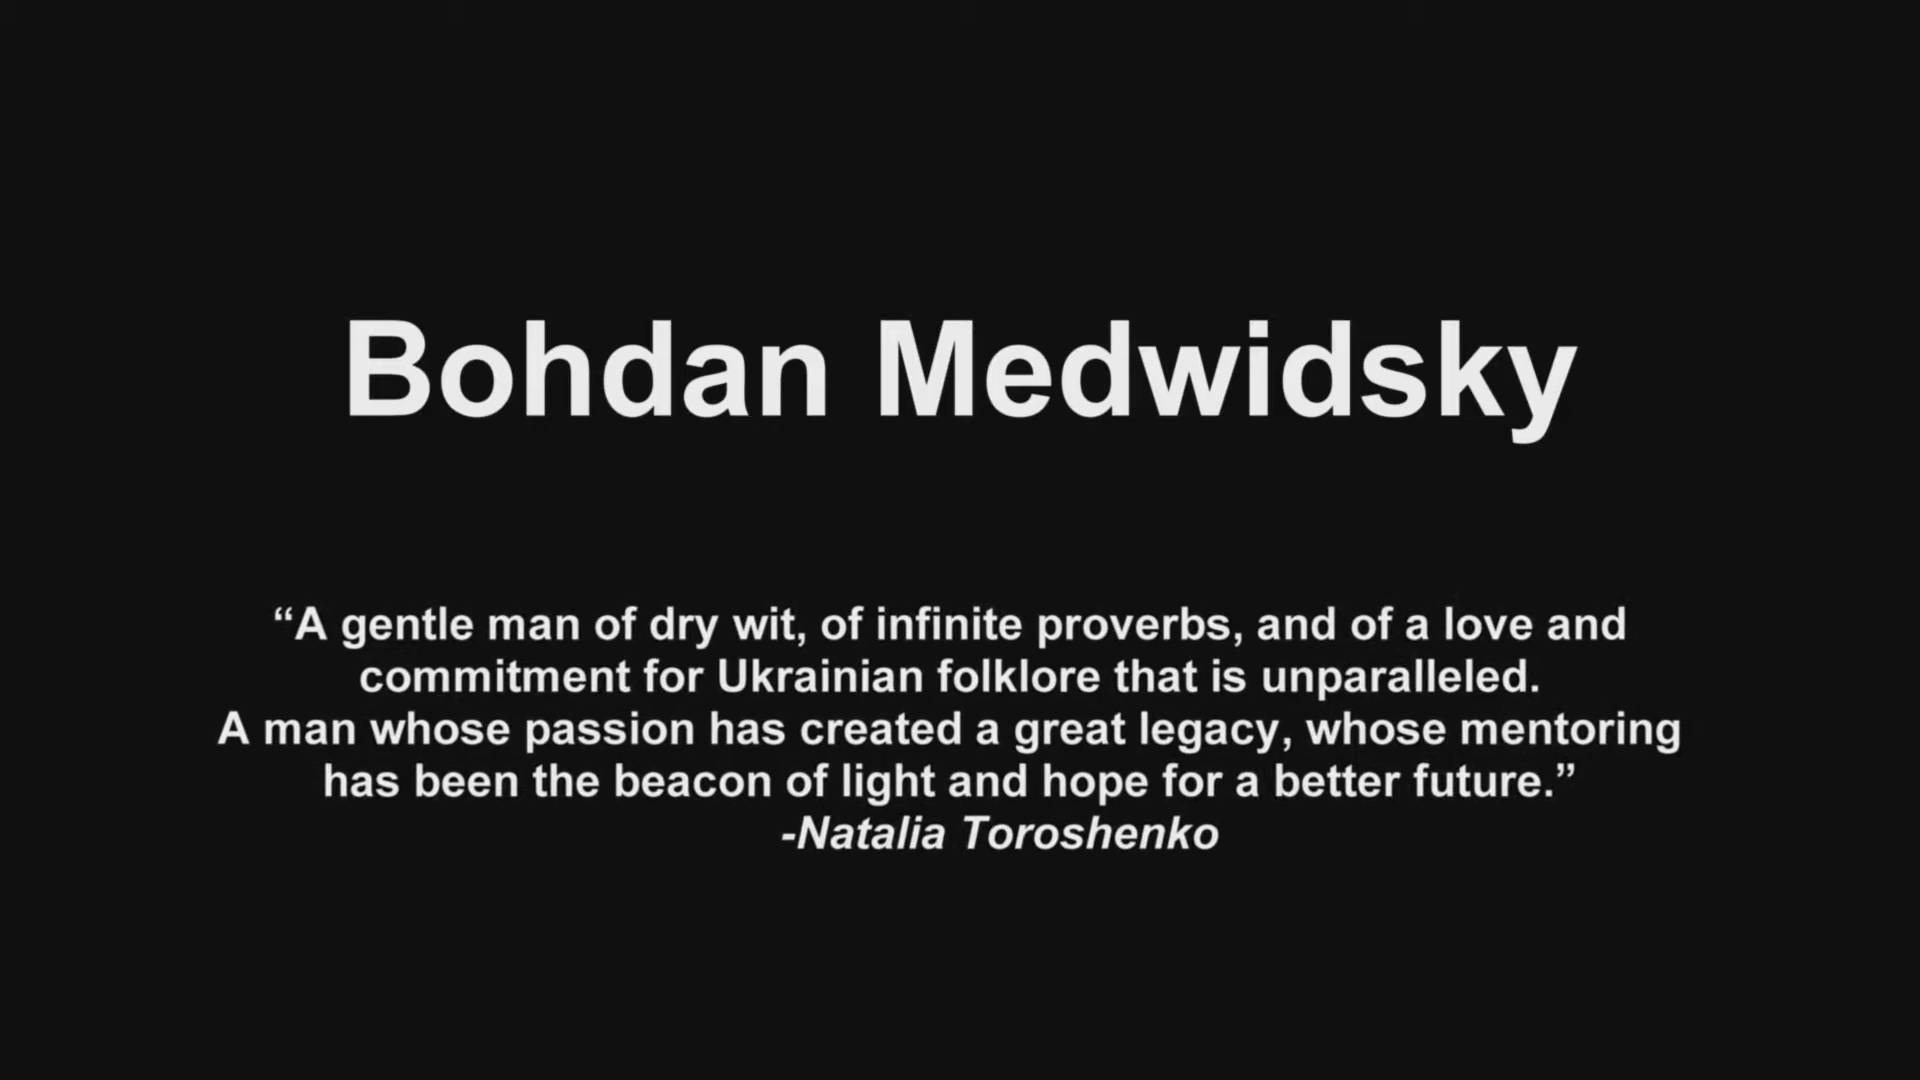 Bohdan Medwidsky
“A gentle man of dry wit, of infinite proverbs, and of a love and
commitment for Ukrainian folklore that is unparalleled.
A man whose passion has created a great legacy, whose mentoring
has been the beacon of light and hope for a better future.”
-Natalia Toroshenko